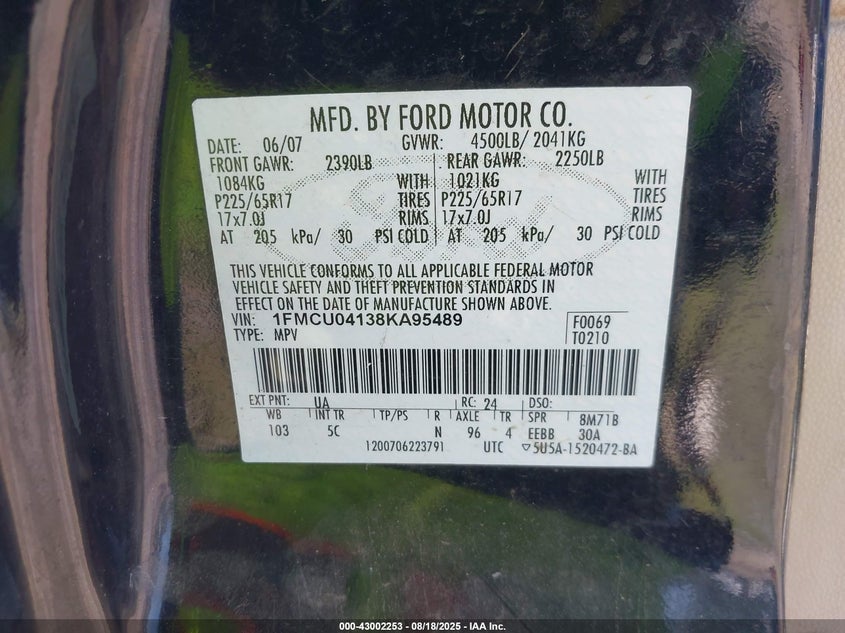 MFD. BY FORD MOTOR CO.
DATE: 06/07 GVWR: 4500LB/ 2041KG
FRONT GAWR: 2390LB REAR GAWR: 2250LB
1084KG WITH 1021KG WITH
P225/65R17 TIRES P225/65R17 TIRES
17x7.0J RIMS 17x7.0J RIMS
AT 205 kPa/ 30 PSI COLD AT 205 kPa/ 30 PSI COLD
THIS VEHICLE CONFORMS TO ALL APPLICABLE FEDERAL MOTOR
VEHICLE SAFETY AND THEFT PREVENTION STANDARDS IN
EFFECT ON THE DATE OF MANUFACTURE SHOWN ABOVE.
VIN: 1FMCU04138KA95489 F0069
TYPE: MPV T0210
EXT PNT: UA RC: 24 DSO:
WB INT TR TP/PS R AXLE TR SPR 8M71B
103 5C N 96 4 EEBB 30A
1200706223791 UTC ▽5U5A-1520472-BA
000-43002253 - 08/18/2025 - IAA Inc.